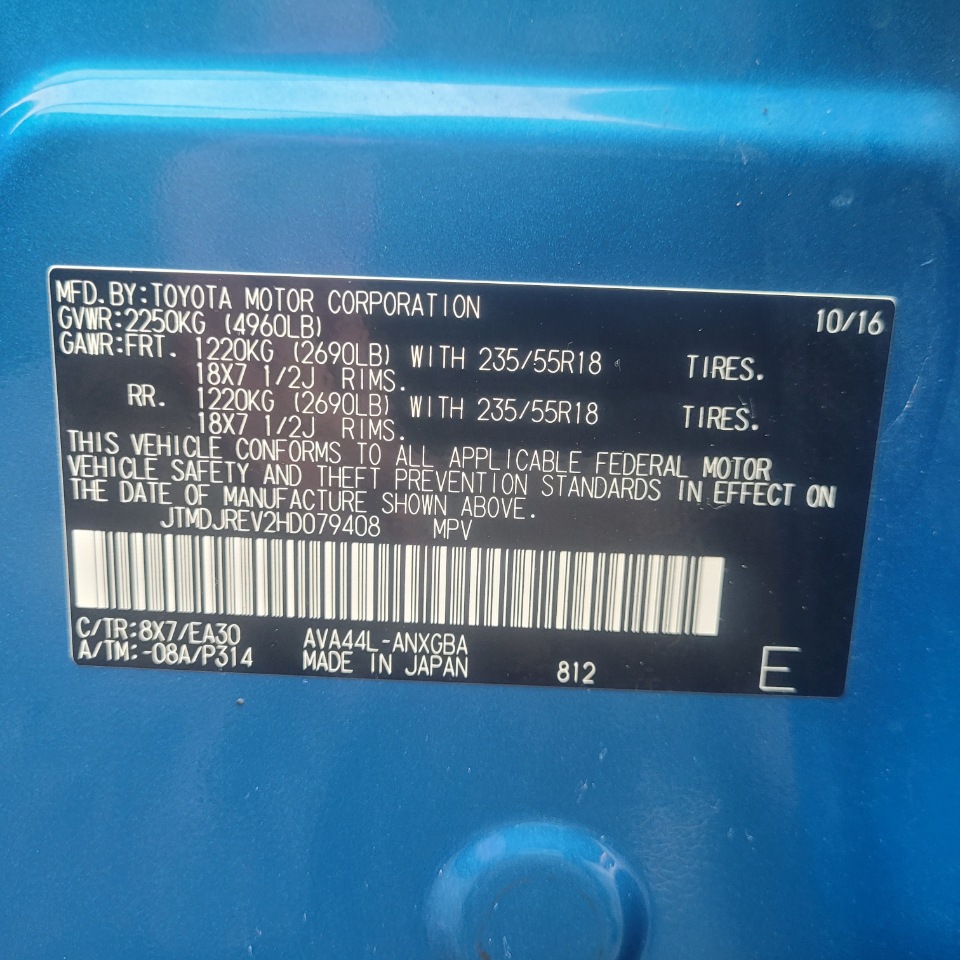 MFD. BY:TOYOTA MOTOR CORPORATION 10/16
GVWR:2250KG (4960LB)
GAWR:FRT. 1220KG (2690LB) WITH 235/55R18 TIRES.
18X7 1/2J RIMS.
RR. 1220KG (2690LB) WITH 235/55R18 TIRES.
18X7 1/2J RIMS.
THIS VEHICLE CONFORMS TO ALL APPLICABLE FEDERAL MOTOR
VEHICLE SAFETY AND THEFT PREVENTION STANDARDS IN EFFECT ON
THE DATE OF MANUFACTURE SHOWN ABOVE.
JTMDJREV2HD079408 MPV
C/TR:8X7/EA30 AVA44L-ANXGBA
A/TM:-08A/P314 MADE IN JAPAN 812 E